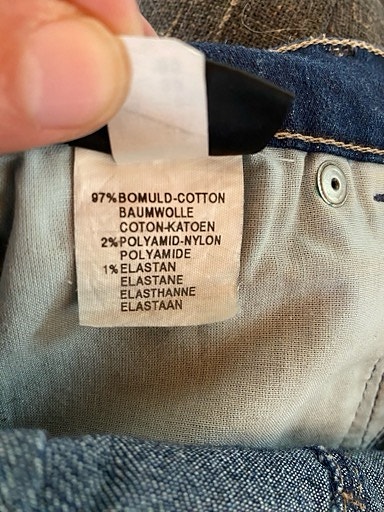 97% BOMULD-COTTON
BAUMWOLLE
COTON-KATOEN
2% POLYAMID-NYLON
POLYAMIDE
1% ELASTAN
ELASTANE
ELASTHANNE
ELASTAAN